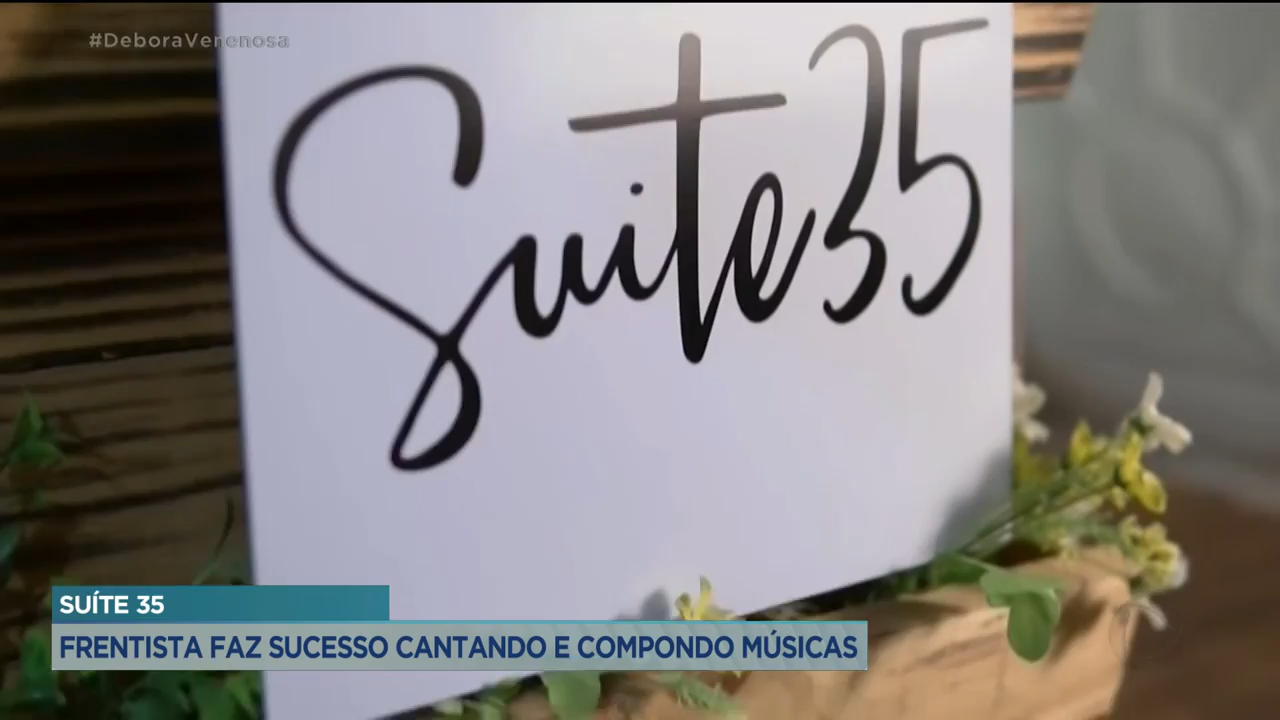 #DeboraVenenosa
Suite35
SUÍTE 35
FRENTISTA FAZ SUCESSO CANTANDO E COMPONDO MÚSICAS